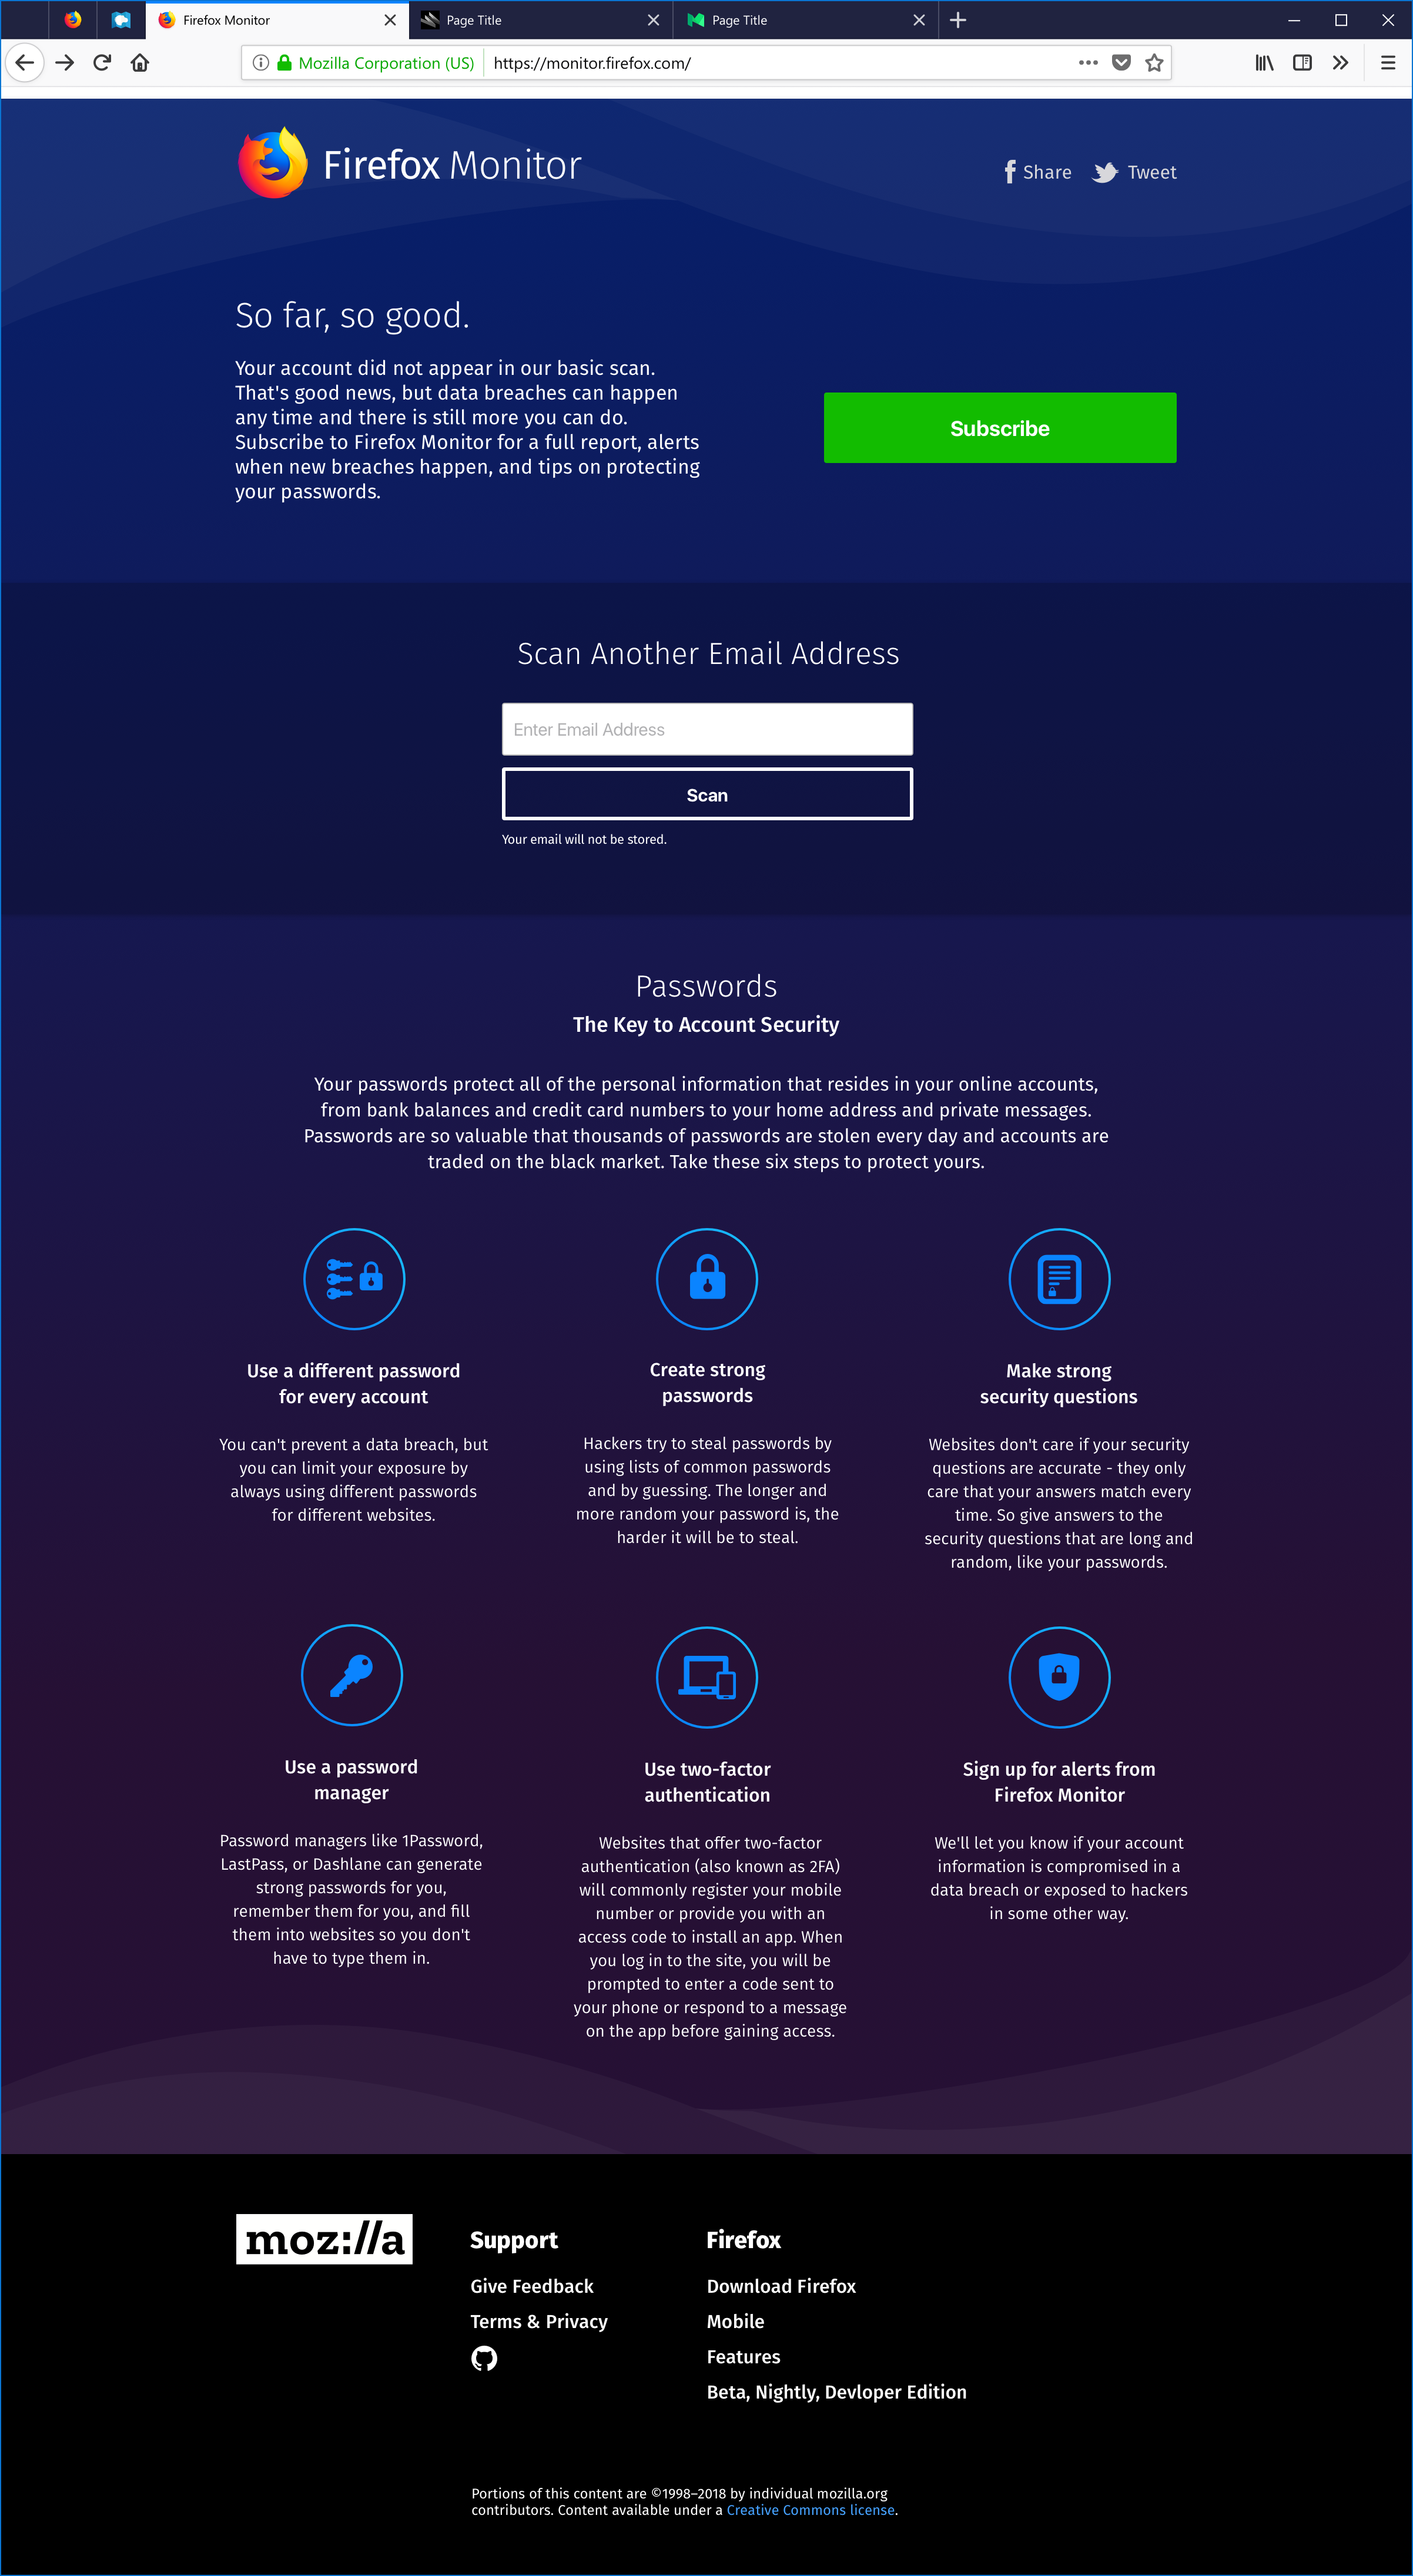 Firefox Monitor
Page Title
Page Title
Mozilla Corporation (US)
https://monitor.firefox.com/
Firefox Monitor
Share
Tweet
So far, so good.
Your account did not appear in our basic scan.
That's good news, but data breaches can happen
any time and there is still more you can do.
Subscribe to Firefox Monitor for a full report, alerts
when new breaches happen, and tips on protecting
your passwords.
Subscribe
Scan Another Email Address
Enter Email Address
Scan
Your email will not be stored.
Passwords
The Key to Account Security
Your passwords protect all of the personal information that resides in your online accounts,
from bank balances and credit card numbers to your home address and private messages.
Passwords are so valuable that thousands of passwords are stolen every day and accounts are
traded on the black market. Take these six steps to protect yours.
Use a different password
for every account
You can't prevent a data breach, but
you can limit your exposure by
always using different passwords
for different websites.
Create strong
passwords
Hackers try to steal passwords by
using lists of common passwords
and by guessing. The longer and
more random your password is, the
harder it will be to steal.
Make strong
security questions
Websites don't care if your security
questions are accurate - they only
care that your answers match every
time. So give answers to the
security questions that are long and
random, like your passwords.
Use a password
manager
Password managers like 1Password,
LastPass, or Dashlane can generate
strong passwords for you,
remember them for you, and fill
them into websites so you don't
have to type them in.
Use two-factor
authentication
Websites that offer two-factor
authentication (also known as 2FA)
will commonly register your mobile
number or provide you with an
access code to install an app. When
you log in to the site, you will be
prompted to enter a code sent to
your phone or respond to a message
on the app before gaining access.
Sign up for alerts from
Firefox Monitor
We'll let you know if your account
information is compromised in a
data breach or exposed to hackers
in some other way.
moz://a
Support
Give Feedback
Terms & Privacy
Firefox
Download Firefox
Mobile
Features
Beta, Nightly, Devloper Edition
Portions of this content are ©1998–2018 by individual mozilla.org
contributors. Content available under a Creative Commons license.